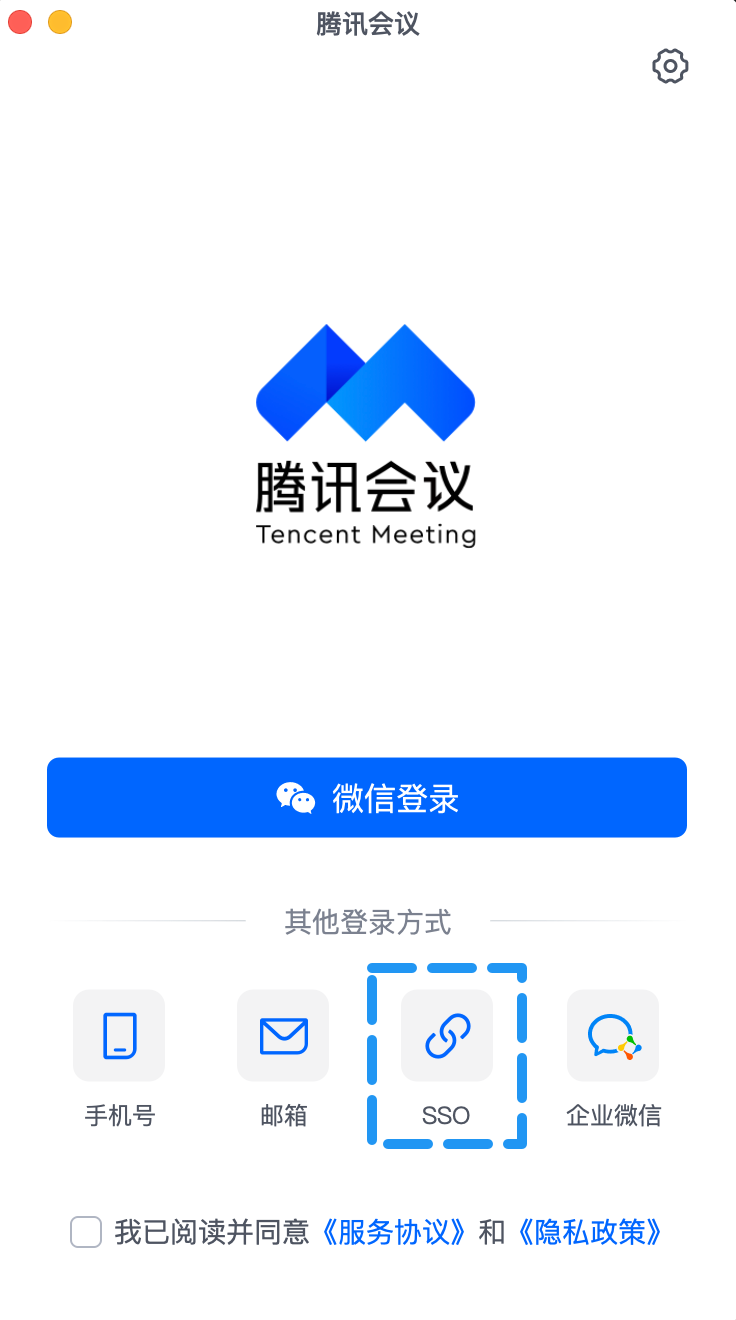 腾讯会议
腾讯会议
Tencent Meeting
微信登录
其他登录方式
手机号 邮箱 SSO 企业微信
我已阅读并同意《服务协议》和《隐私政策》